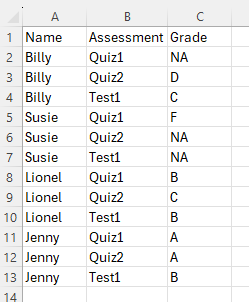 A B C
1 Name Assessment Grade
2 Billy Quiz1 NA
3 Billy Quiz2 D
4 Billy Test1 C
5 Susie Quiz1 F
6 Susie Quiz2 NA
7 Susie Test1 NA
8 Lionel Quiz1 B
9 Lionel Quiz2 C
10 Lionel Test1 B
11 Jenny Quiz1 A
12 Jenny Quiz2 A
13 Jenny Test1 B
14